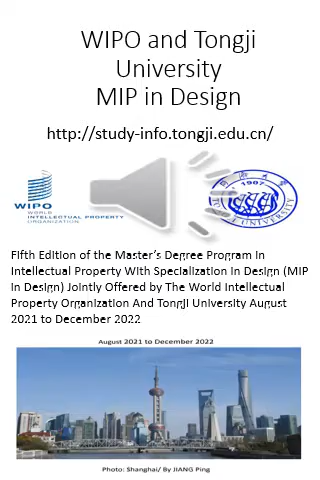 WIPO and Tongji
University
MIP in Design
http://study-info.tongji.edu.cn/
WIPO
WORLD
INTELLECTUAL PROPERTY
ORGANIZATION
1907
UNIVERSITY
Fifth Edition of the Master's Degree Program in
Intellectual Property With Specialization in Design (MIP
in Design) Jointly Offered by The World Intellectual
Property Organization And Tongji University August
2021 to December 2022
August 2021 to December 2022
Photo: Shanghai/ By JIANG Ping